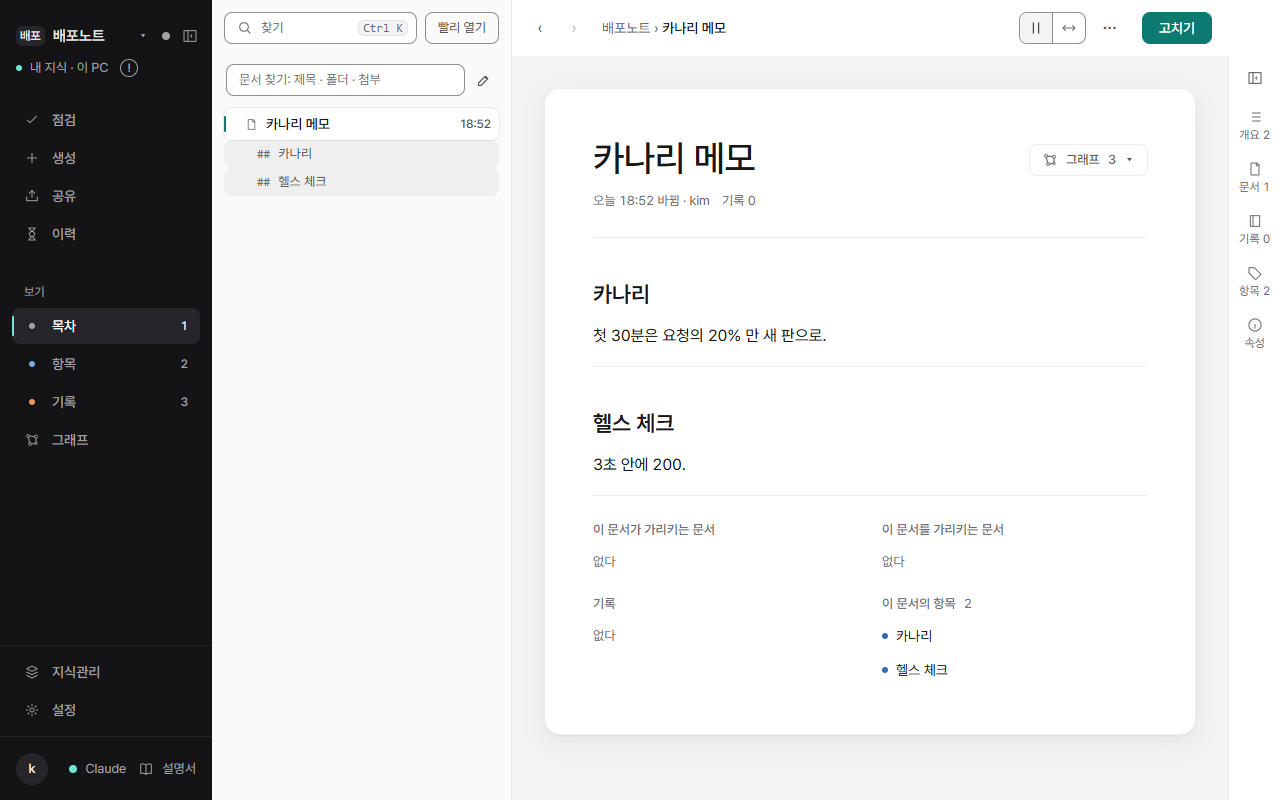 배포 배포노트
내 지식 · 이 PC
점검
생성
공유
이력
보기
목차 1
항목 2
기록 3
그래프
지식관리
설정
k Claude 설명서
찾기 Ctrl K 빨리 열기
문서 찾기: 제목 · 폴더 · 첨부
카나리 메모 18:52
## 카나리
## 헬스 체크
배포노트 › 카나리 메모
고치기
카나리 메모
그래프 3
오늘 18:52 바뀜 · kim 기록 0
카나리
첫 30분은 요청의 20% 만 새 판으로.
헬스 체크
3초 안에 200.
이 문서가 가리키는 문서
없다
이 문서를 가리키는 문서
없다
기록
없다
이 문서의 항목 2
카나리
헬스 체크
개요 2
문서 1
기록 0
항목 2
속성